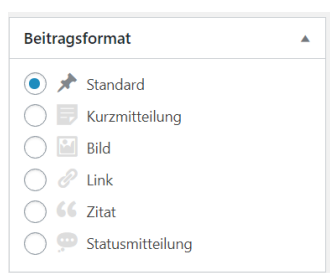 Beitragsformat
Standard
Kurzmitteilung
Bild
Link
Zitat
Statusmitteilung